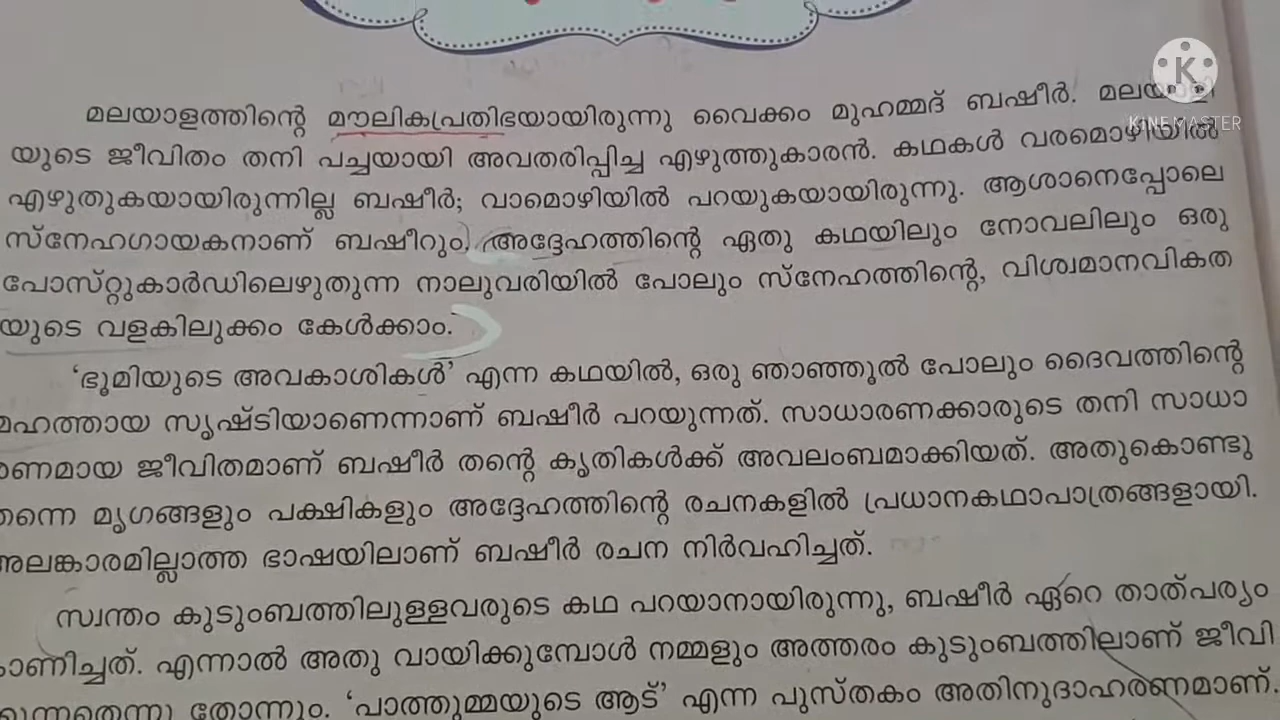 KINEMASTER
മലയാളത്തിന്റെ മൗലികപ്രതിഭയായിരുന്നു വൈക്കം മുഹമ്മദ് ബഷീർ. മലയാളി
യുടെ ജീവിതം തനി പച്ചയായി അവതരിപ്പിച്ച എഴുത്തുകാരൻ. കഥകൾ വരമൊഴിയിൽ
എഴുതുകയായിരുന്നില്ല ബഷീർ; വാമൊഴിയിൽ പറയുകയായിരുന്നു. ആശാനെപ്പോലെ
സ്നേഹഗായകനാണ് ബഷീറും. അദ്ദേഹത്തിന്റെ ഏതു കഥയിലും നോവലിലും ഒരു
പോസ്റ്റുകാർഡിലെഴുതുന്ന നാലുവരിയിൽ പോലും സ്നേഹത്തിന്റെ, വിശ്വമാനവികത
യുടെ വളകിലുക്കം കേൾക്കാം.
‘ഭൂമിയുടെ അവകാശികൾ’ എന്ന കഥയിൽ, ഒരു ഞാഞ്ഞൂൽ പോലും ദൈവത്തിന്റെ
മഹത്തായ സൃഷ്ടിയാണെന്നാണ് ബഷീർ പറയുന്നത്. സാധാരണക്കാരുടെ തനി സാധാ
രണമായ ജീവിതമാണ് ബഷീർ തന്റെ കൃതികൾക്ക് അവലംബമാക്കിയത്. അതുകൊണ്ടു
തന്നെ മൃഗങ്ങളും പക്ഷികളും അദ്ദേഹത്തിന്റെ രചനകളിൽ പ്രധാനകഥാപാത്രങ്ങളായി.
അലങ്കാരമില്ലാത്ത ഭാഷയിലാണ് ബഷീർ രചന നിർവഹിച്ചത്.
സ്വന്തം കുടുംബത്തിലുള്ളവരുടെ കഥ പറയാനായിരുന്നു, ബഷീർ ഏറെ താത്പര്യം
കാണിച്ചത്. എന്നാൽ അതു വായിക്കുമ്പോൾ നമ്മളും അത്തരം കുടുംബത്തിലാണ് ജീവി
ക്കുന്നതെന്നു തോന്നും. ‘പാത്തുമ്മയുടെ ആട്’ എന്ന പുസ്തകം അതിനുദാഹരണമാണ്.